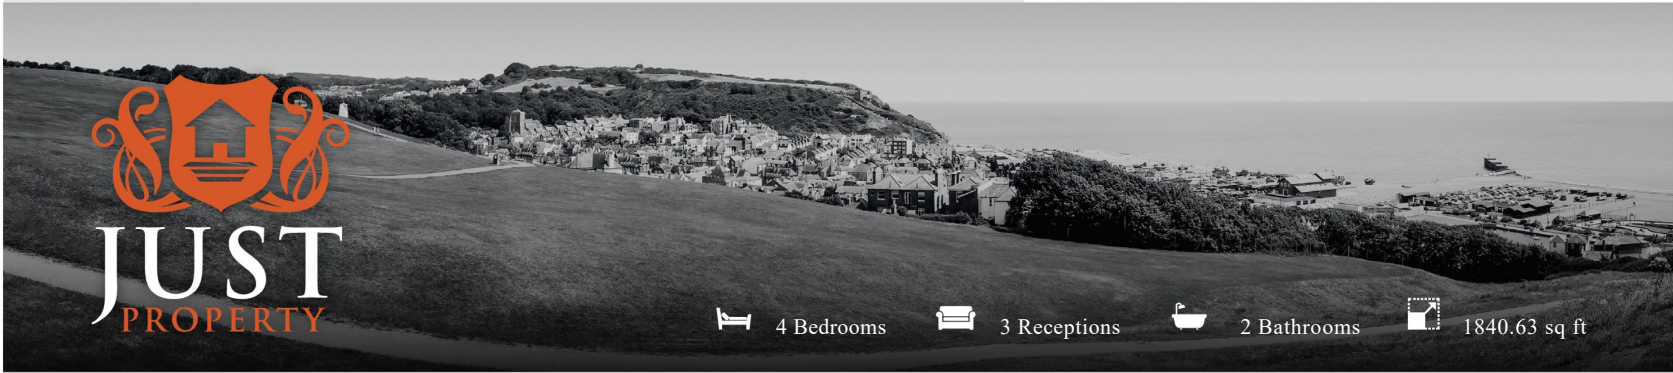 JUST
PROPERTY
4 Bedrooms
3 Receptions
2 Bathrooms
1840.63 sq ft